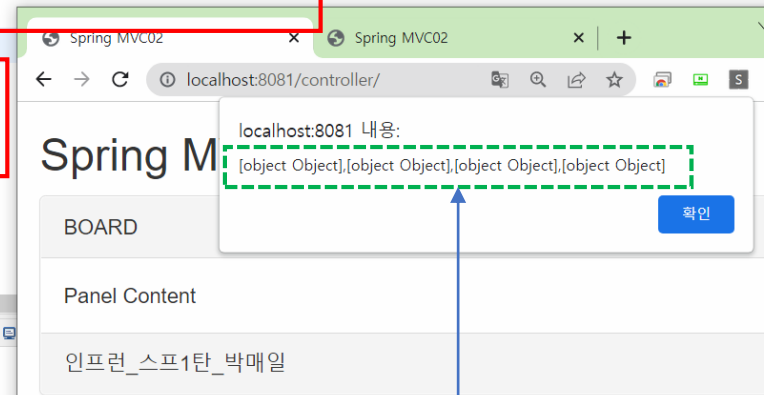 Spring MVC02
Spring MVC02
localhost:8081/controller/
S
localhost:8081 내용:
[object Object],[object Object],[object Object],[object Object]
확인
Spring M
BOARD
Panel Content
인프런_스프1탄_박매일